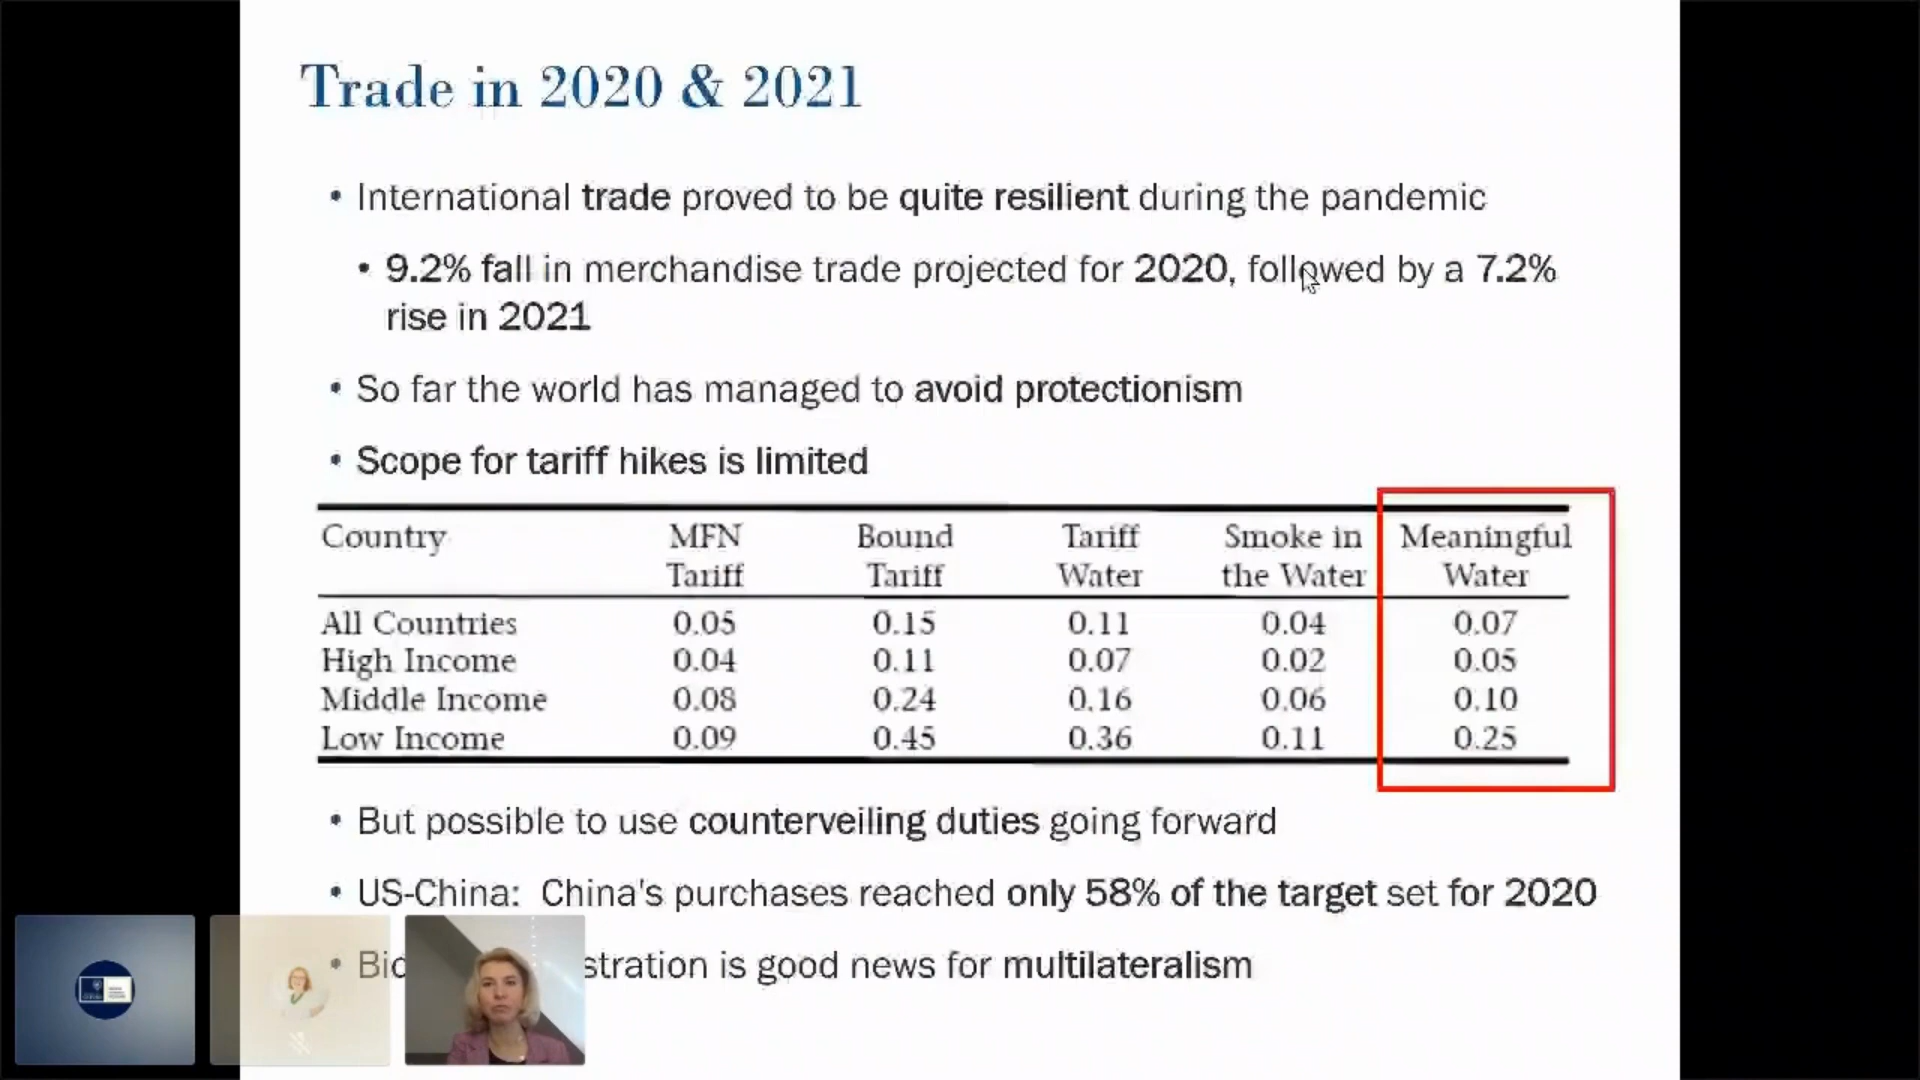 Trade in 2020 & 2021
• International trade proved to be quite resilient during the pandemic
• 9.2% fall in merchandise trade projected for 2020, followed by a 7.2%
rise in 2021
• So far the world has managed to avoid protectionism
• Scope for tariff hikes is limited
Country MFN Tariff Bound Tariff Tariff Water Smoke in the Water Meaningful Water
All Countries 0.05 0.15 0.11 0.04 0.07
High Income 0.04 0.11 0.07 0.02 0.05
Middle Income 0.08 0.24 0.16 0.06 0.10
Low Income 0.09 0.45 0.36 0.11 0.25
• But possible to use counterveiling duties going forward
• US-China: China's purchases reached only 58% of the target set for 2020
• is good news for multilateralism